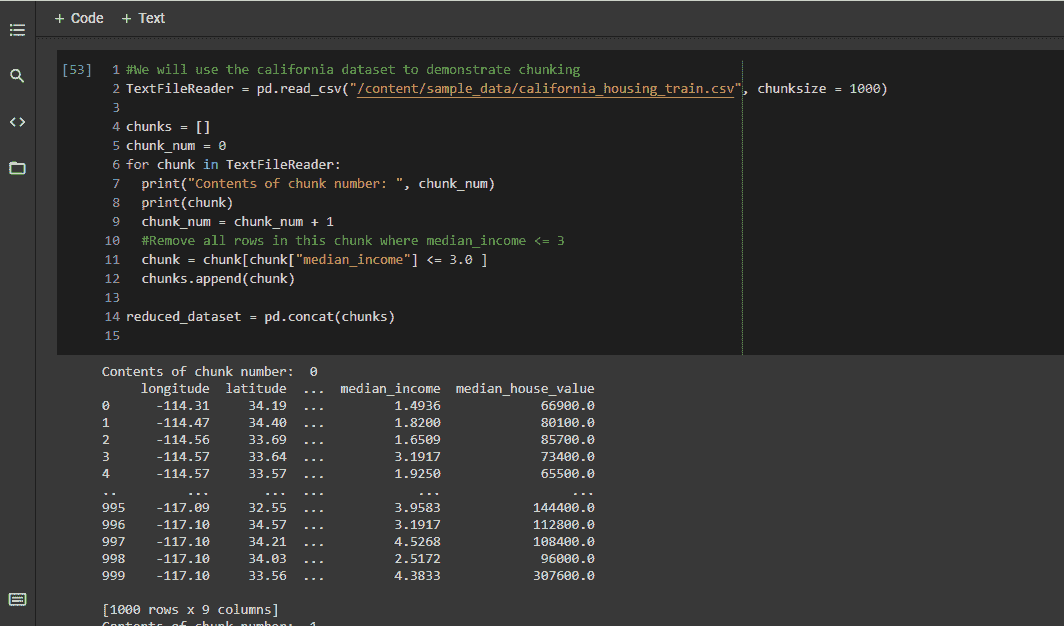 + Code + Text
[53] 1 #We will use the california dataset to demonstrate chunking
2 TextFileReader = pd.read_csv("/content/sample_data/california_housing_train.csv", chunksize = 1000)
3
4 chunks = []
5 chunk_num = 0
6 for chunk in TextFileReader:
7   print("Contents of chunk number: ", chunk_num)
8   print(chunk)
9   chunk_num = chunk_num + 1
10   #Remove all rows in this chunk where median_income <= 3
11   chunk = chunk[chunk["median_income"] <= 3.0 ]
12   chunks.append(chunk)
13
14 reduced_dataset = pd.concat(chunks)
15
Contents of chunk number:  0
     longitude  latitude  ...  median_income  median_house_value
0      -114.31     34.19  ...         1.4936             66900.0
1      -114.47     34.40  ...         1.8200             80100.0
2      -114.56     33.69  ...         1.6509             85700.0
3      -114.57     33.64  ...         3.1917             73400.0
4      -114.57     33.57  ...         1.9250             65500.0
..         ...       ...  ...            ...                 ...
995    -117.09     32.55  ...         3.9583            144400.0
996    -117.10     34.57  ...         3.1917            112800.0
997    -117.10     34.21  ...         4.5268            108400.0
998    -117.10     34.03  ...         2.5172             96000.0
999    -117.10     33.56  ...         4.3833            307600.0
[1000 rows x 9 columns]
Contents of chunk number:  1